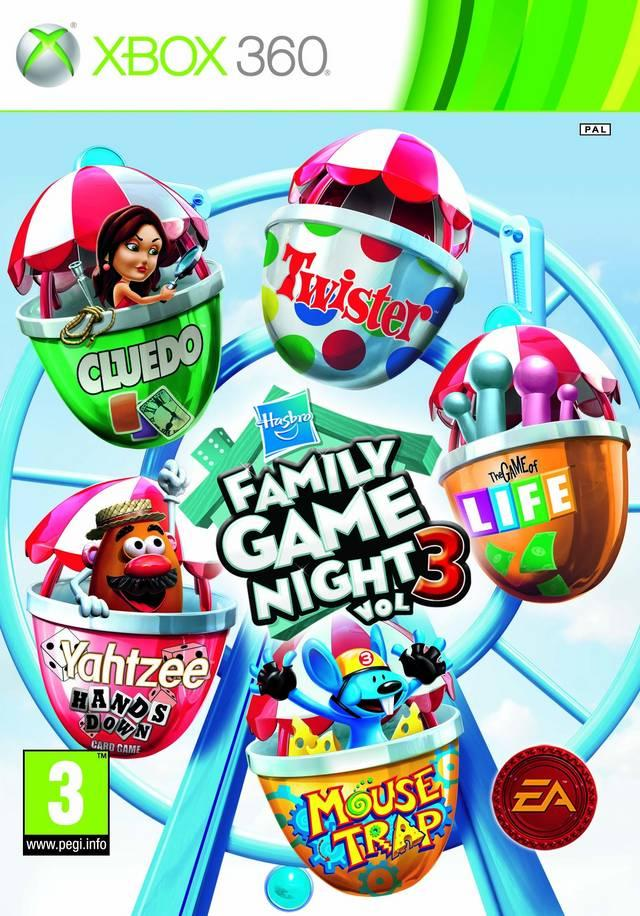 XBOX 360
PAL
CLUEDO
Twister
The GAME of
LIFE
Hasbro
FAMILY
GAME
NIGHT 3
VOL
3
Yahtzee
HANDS
DOWN
CARD GAME
MOUSE
TRAP
3
www.pegi.info
EA